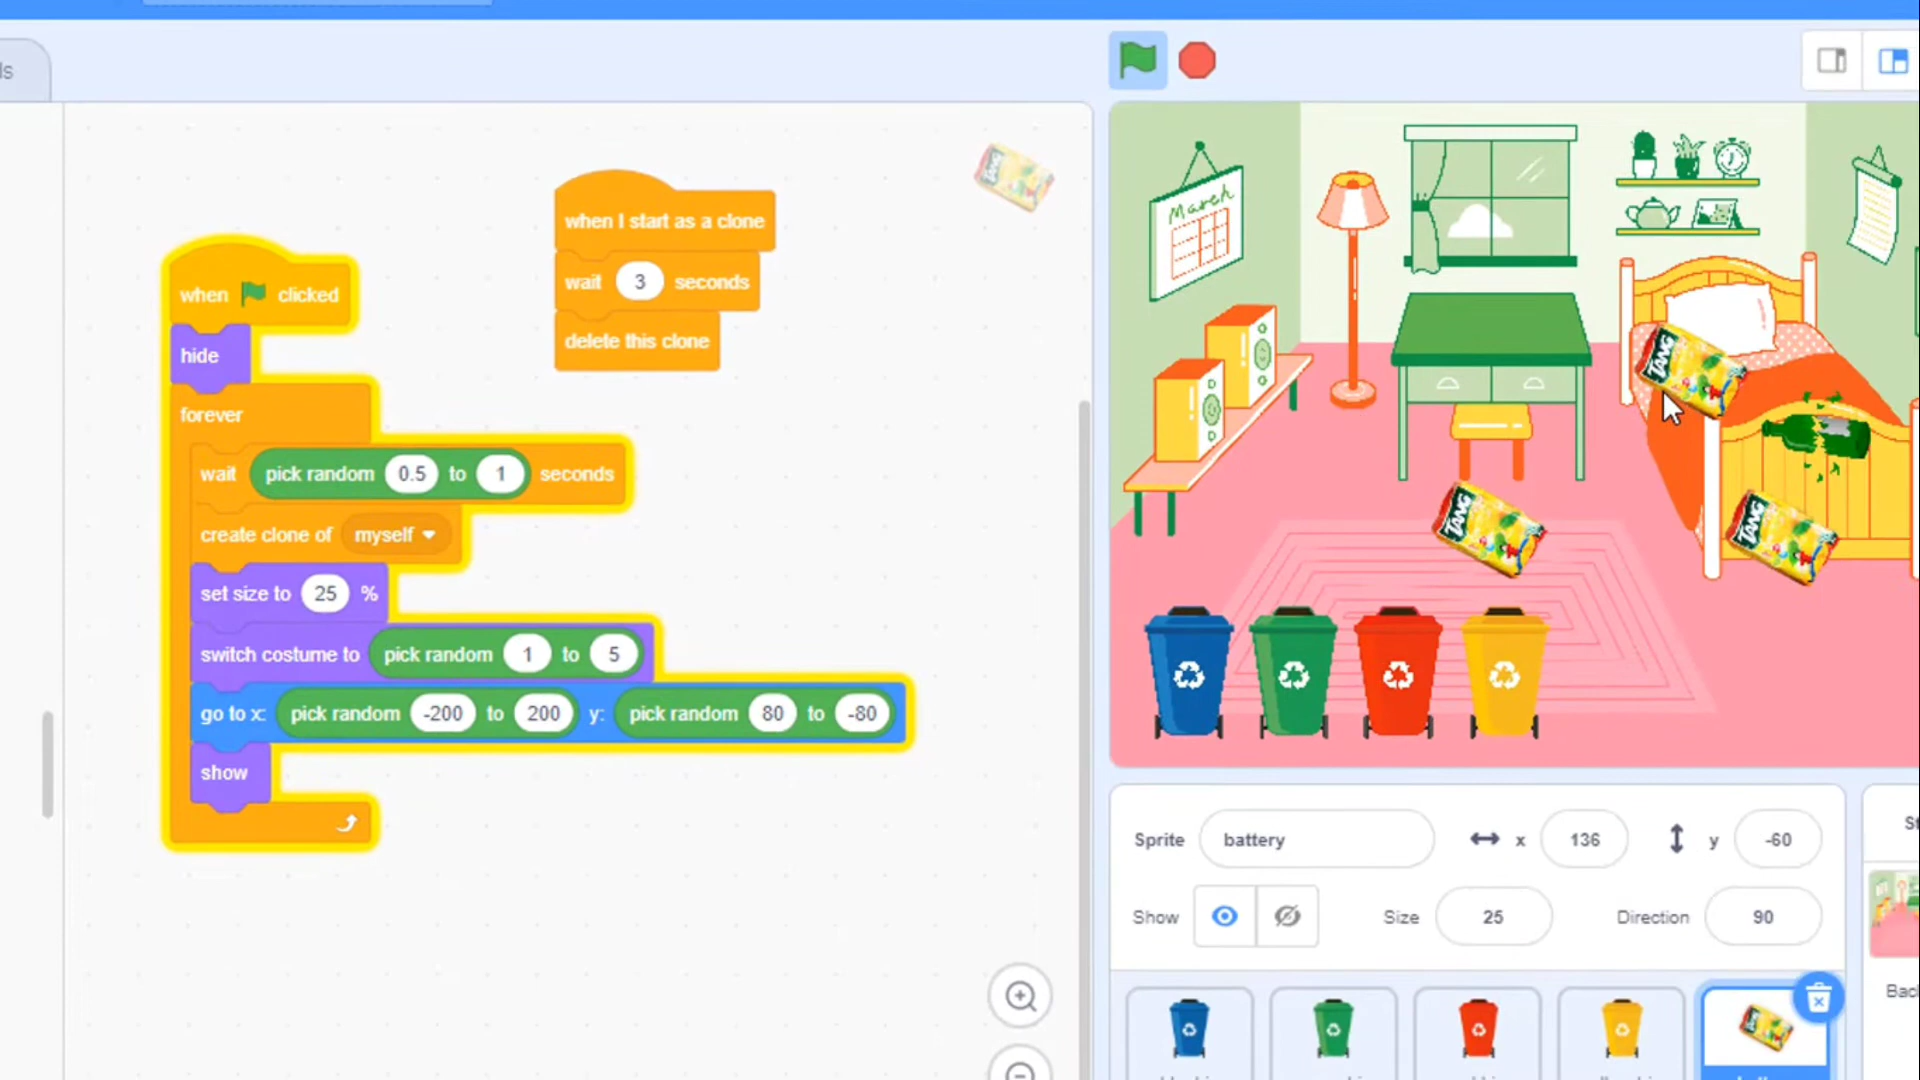 ls
when I start as a clone
wait 3 seconds
delete this clone
when clicked
hide
forever
wait pick random 0.5 to 1 seconds
create clone of myself
set size to 25 %
switch costume to pick random 1 to 5
go to x: pick random -200 to 200 y: pick random 80 to -80
show
TANG
March
TANG
TANG
TANG
Sprite battery x 136 y -60
Show Size 25 Direction 90
St
Bac